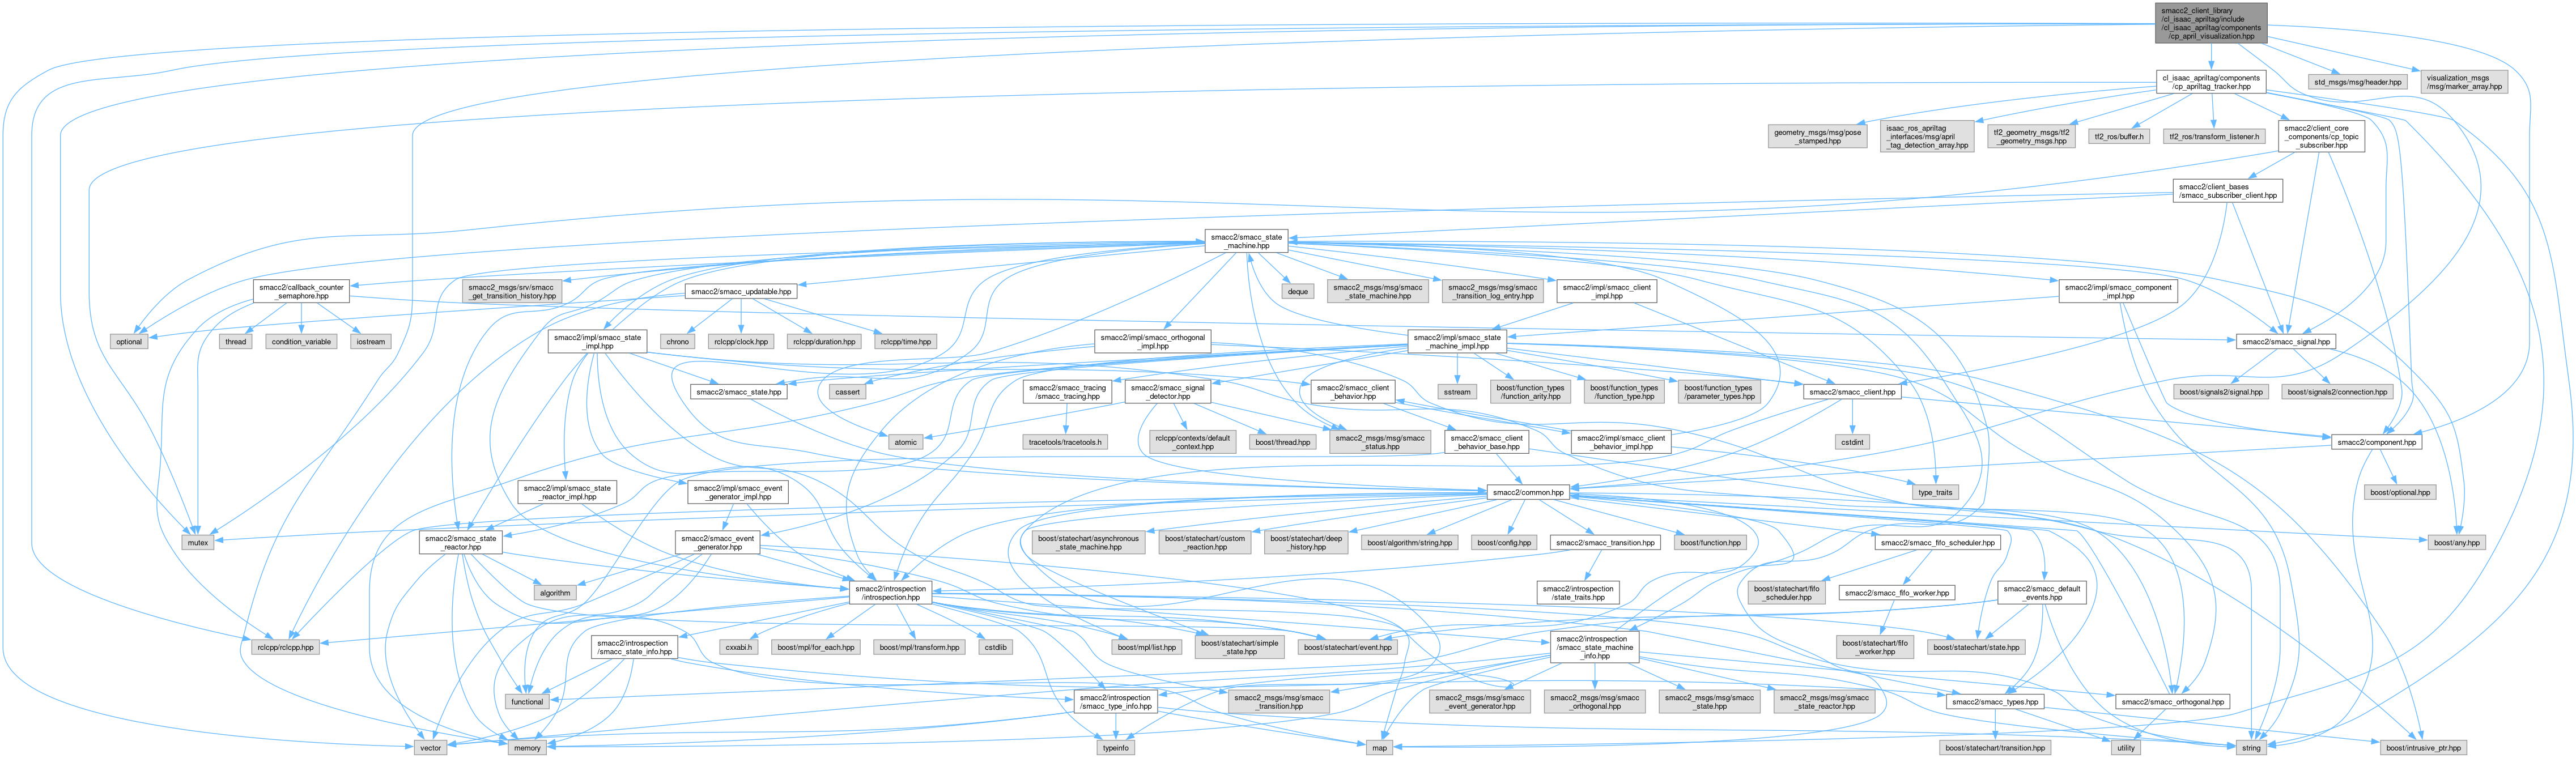 smacc2_client_library
/cl_isaac_apriltag/include
/cl_isaac_apriltag/components
/cp_april_visualization.hpp
cl_isaac_apriltag/components
/cp_apriltag_tracker.hpp
std_msgs/msg/header.hpp
visualization_msgs
/msg/marker_array.hpp
geometry_msgs/msg/pose
_stamped.hpp
isaac_ros_apriltag
_interfaces/msg/april
_tag_detection_array.hpp
tf2_geometry_msgs/tf2
_geometry_msgs.hpp
tf2_ros/buffer.h
tf2_ros/transform_listener.h
smacc2/client_core
_components/cp_topic
_subscriber.hpp
smacc2/client_bases
/smacc_subscriber_client.hpp
smacc2/smacc_state
_machine.hpp
smacc2/callback_counter
_semaphore.hpp
smacc2_msgs/srv/smacc
_get_transition_history.hpp
smacc2/smacc_updatable.hpp
deque
smacc2_msgs/msg/smacc
_state_machine.hpp
smacc2_msgs/msg/smacc
_transition_log_entry.hpp
smacc2/impl/smacc_client
_impl.hpp
smacc2/impl/smacc_component
_impl.hpp
optional
thread
condition_variable
iostream
smacc2/impl/smacc_state
_impl.hpp
chrono
rclcpp/clock.hpp
rclcpp/duration.hpp
rclcpp/time.hpp
smacc2/impl/smacc_orthogonal
_impl.hpp
smacc2/impl/smacc_state
_machine_impl.hpp
smacc2/smacc_signal.hpp
smacc2/smacc_state.hpp
cassert
smacc2/smacc_tracing
/smacc_tracing.hpp
smacc2/smacc_signal
_detector.hpp
smacc2/smacc_client
_behavior.hpp
sstream
boost/function_types
/function_arity.hpp
boost/function_types
/function_type.hpp
boost/function_types
/parameter_types.hpp
smacc2/smacc_client.hpp
boost/signals2/signal.hpp
boost/signals2/connection.hpp
atomic
tracetools/tracetools.h
rclcpp/contexts/default
_context.hpp
boost/thread.hpp
smacc2_msgs/msg/smacc
_status.hpp
smacc2/smacc_client
_behavior_base.hpp
smacc2/impl/smacc_client
_behavior_impl.hpp
cstdint
smacc2/component.hpp
smacc2/impl/smacc_state
_reactor_impl.hpp
smacc2/impl/smacc_event
_generator_impl.hpp
smacc2/common.hpp
type_traits
boost/optional.hpp
mutex
smacc2/smacc_state
_reactor.hpp
smacc2/smacc_event
_generator.hpp
boost/statechart/asynchronous
_state_machine.hpp
boost/statechart/custom
_reaction.hpp
boost/statechart/deep
_history.hpp
boost/algorithm/string.hpp
boost/config.hpp
smacc2/smacc_transition.hpp
boost/function.hpp
smacc2/smacc_fifo_scheduler.hpp
boost/any.hpp
algorithm
smacc2/introspection
/introspection.hpp
smacc2/introspection
/state_traits.hpp
boost/statechart/fifo
_scheduler.hpp
smacc2/smacc_fifo_worker.hpp
smacc2/smacc_default
_events.hpp
rclcpp/rclcpp.hpp
smacc2/introspection
/smacc_state_info.hpp
cxxabi.h
boost/mpl/for_each.hpp
boost/mpl/transform.hpp
cstdlib
boost/mpl/list.hpp
boost/statechart/simple
_state.hpp
boost/statechart/event.hpp
smacc2/introspection
/smacc_state_machine
_info.hpp
boost/statechart/fifo
_worker.hpp
boost/statechart/state.hpp
functional
smacc2/introspection
/smacc_type_info.hpp
smacc2_msgs/msg/smacc
_transition.hpp
smacc2_msgs/msg/smacc
_event_generator.hpp
smacc2_msgs/msg/smacc
_orthogonal.hpp
smacc2_msgs/msg/smacc
_state.hpp
smacc2_msgs/msg/smacc
_state_reactor.hpp
smacc2/smacc_types.hpp
smacc2/smacc_orthogonal.hpp
vector
memory
typeinfo
map
boost/statechart/transition.hpp
utility
string
boost/intrusive_ptr.hpp